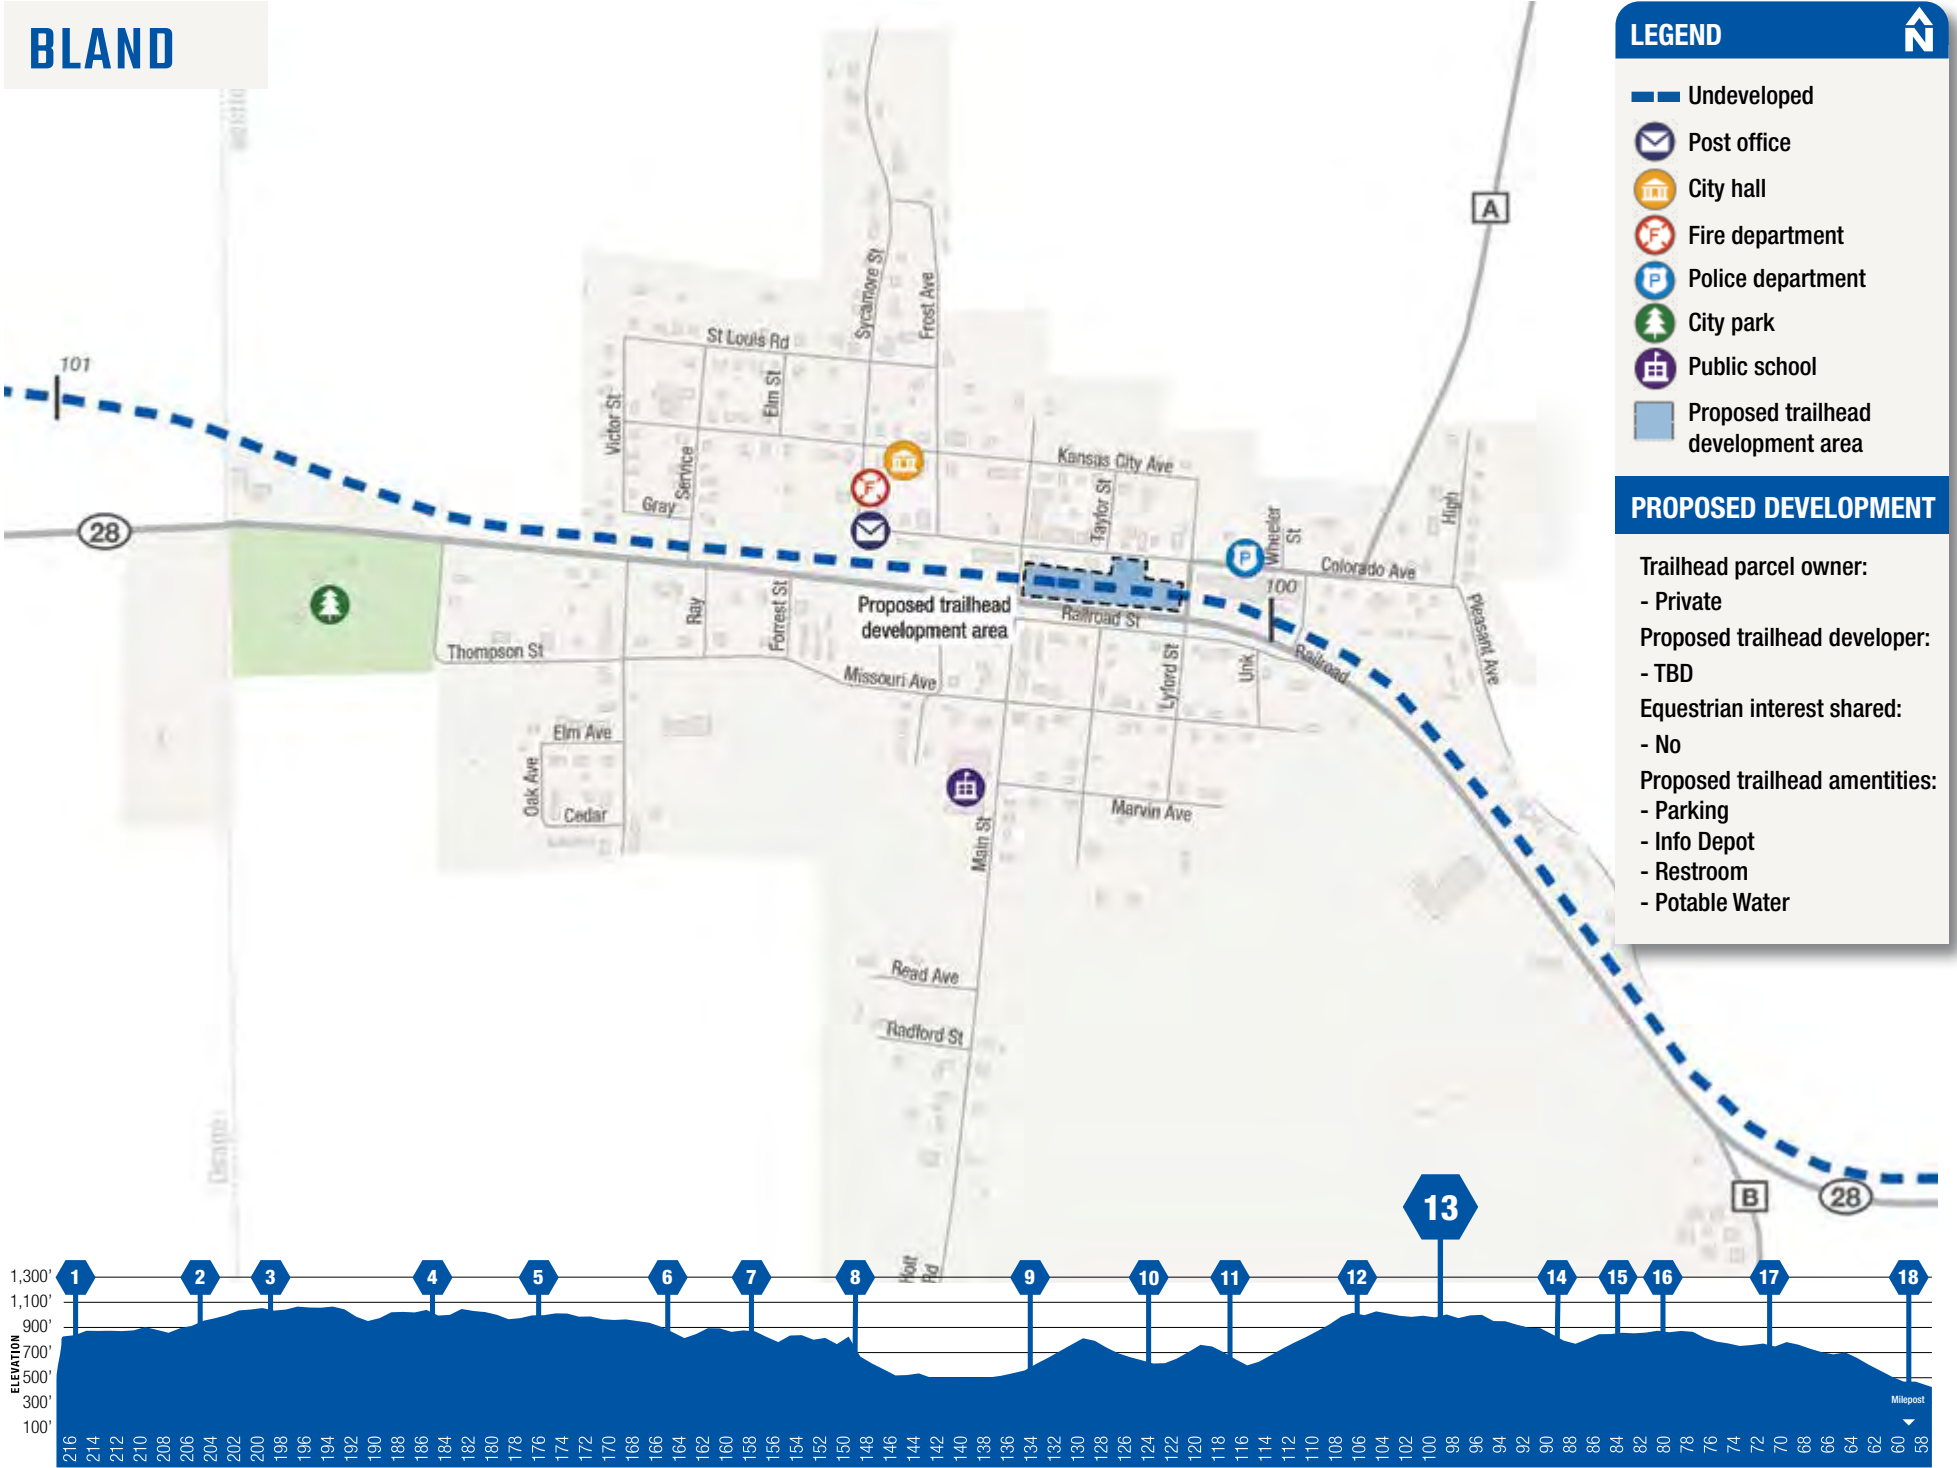 BLAND
LEGEND
N
Undeveloped
Post office
City hall
Fire department
Police department
City park
Public school
Proposed trailhead
development area
PROPOSED DEVELOPMENT
Trailhead parcel owner:
- Private
Proposed trailhead developer:
- TBD
Equestrian interest shared:
- No
Proposed trailhead amentities:
- Parking
- Info Depot
- Restroom
- Potable Water
A
Sycamore St
Frost Ave
St Louis Rd
Elm St
Victor St
Service
Gray
101
28
Kansas City Ave
Taylor St
Wheeler
St
High
Colorado Ave
F
P
100
Proposed trailhead
development area
Railroad St
Railroad
Pleasant Ave
Ray
Forrest St
Thompson St
Missouri Ave
Lyford St
Unk
Elm Ave
Oak Ave
Cedar
Marvin Ave
Main St
Read Ave
Radford St
Holt
Rd
B
28
13
1 2 3 4 5 6 7 8 9 10 11 12 14 15 16 17 18
ELEVATION
1,300'
1,100'
900'
700'
500'
300'
100'
Milepost
216 214 212 210 208 206 204 202 200 198 196 194 192 190 188 186 184 182 180 178 176 174 172 170 168 166 164 162 160 158 156 154 152 150 148 146 144 142 140 138 136 134 132 130 128 126 124 122 120 118 116 114 112 110 108 106 104 102 100 98 96 94 92 90 88 86 84 82 80 78 76 74 72 70 68 66 64 62 60 58